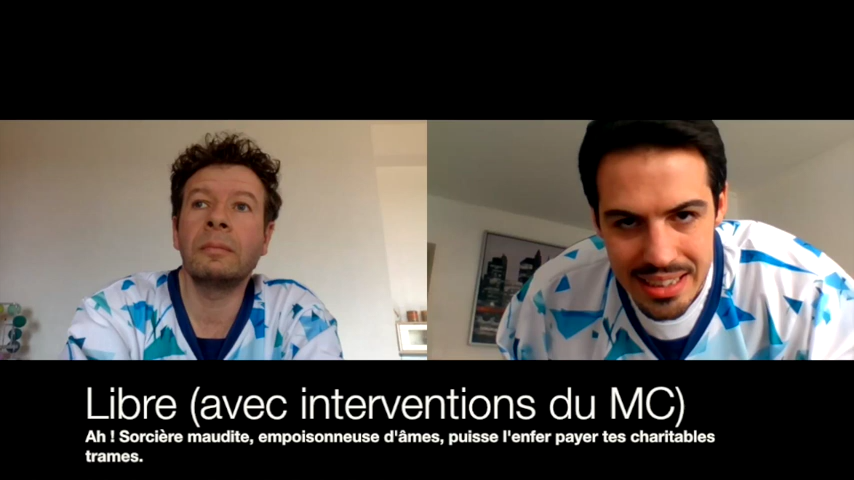 Libre (avec interventions du MC)
Ah ! Sorcière maudite, empoisonneuse d'âmes, puisse l'enfer payer tes charitables
trames.